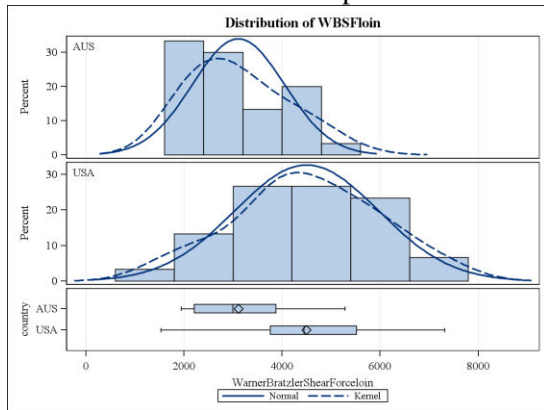 Distribution of WBSFloin
AUS
Percent
30
20
10
0
USA
Percent
30
20
10
0
country
AUS
USA
0 2000 4000 6000 8000
WarnerBratzlerShearForceloin
Normal Kernel